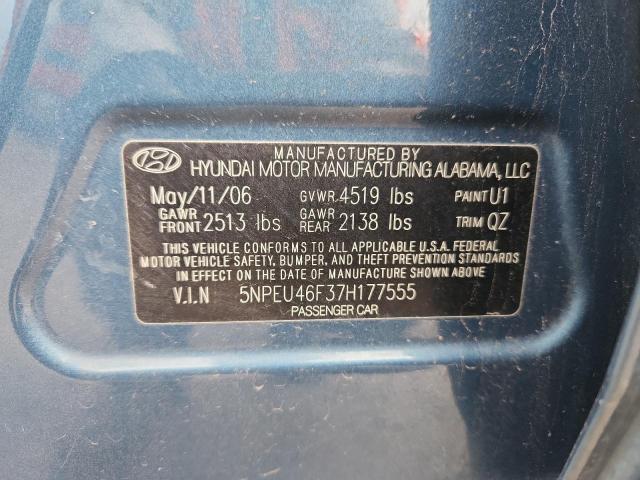 MANUFACTURED BY
HYUNDAI MOTOR MANUFACTURING ALABAMA, LLC
May/11/06 GVWR 4519 lbs PAINT U1
GAWR FRONT 2513 lbs GAWR REAR 2138 lbs TRIM QZ
THIS VEHICLE CONFORMS TO ALL APPLICABLE U.S.A. FEDERAL
MOTOR VEHICLE SAFETY, BUMPER, AND THEFT PREVENTION STANDARDS
IN EFFECT ON THE DATE OF MANUFACTURE SHOWN ABOVE
V.I.N 5NPEU46F37H177555
PASSENGER CAR